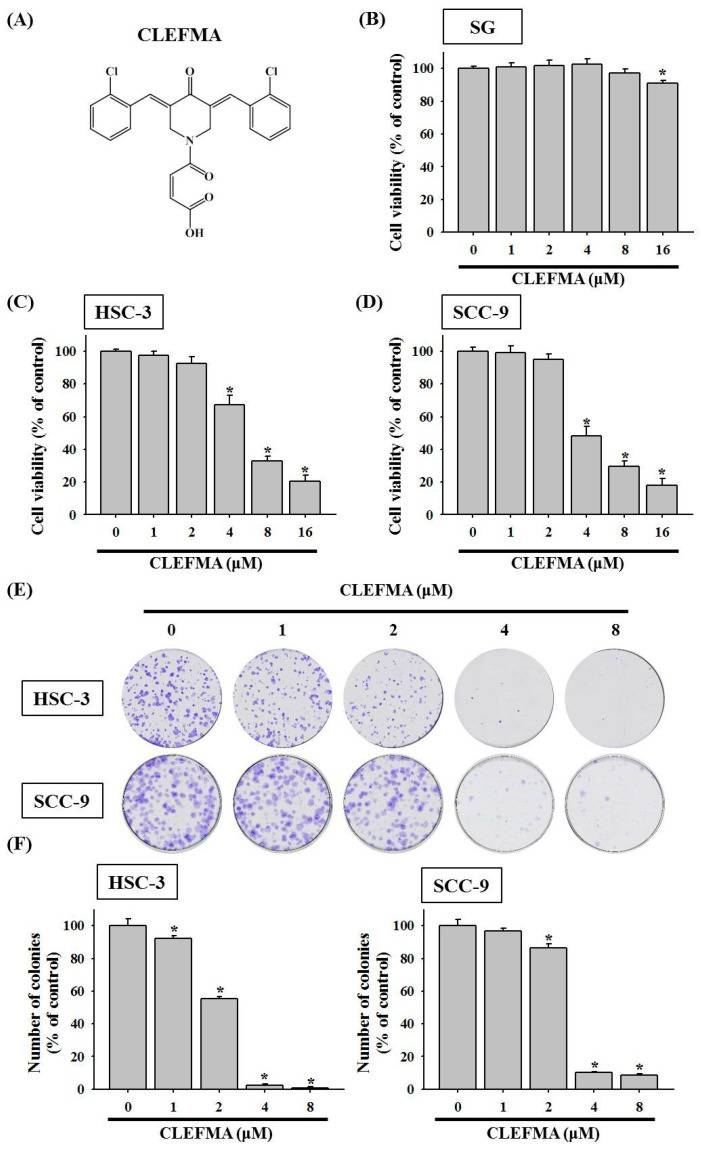 (A)
CLEFMA
Cl
O
Cl
N
O
O
OH
(B)
SG
Cell viability (% of control)
100
80
60
40
20
0
*
0 1 2 4 8 16
CLEFMA (μM)
(C)
HSC-3
Cell viability (% of control)
100
80
60
40
20
0
* * *
0 1 2 4 8 16
CLEFMA (μM)
(D)
SCC-9
Cell viability (% of control)
100
80
60
40
20
0
* * *
0 1 2 4 8 16
CLEFMA (μM)
(E)
CLEFMA (μM)
0 1 2 4 8
HSC-3
SCC-9
(F)
HSC-3
Number of colonies
(% of control)
100
80
60
40
20
0
* * * *
0 1 2 4 8
CLEFMA (μM)
SCC-9
Number of colonies
(% of control)
100
80
60
40
20
0
* * *
0 1 2 4 8
CLEFMA (μM)